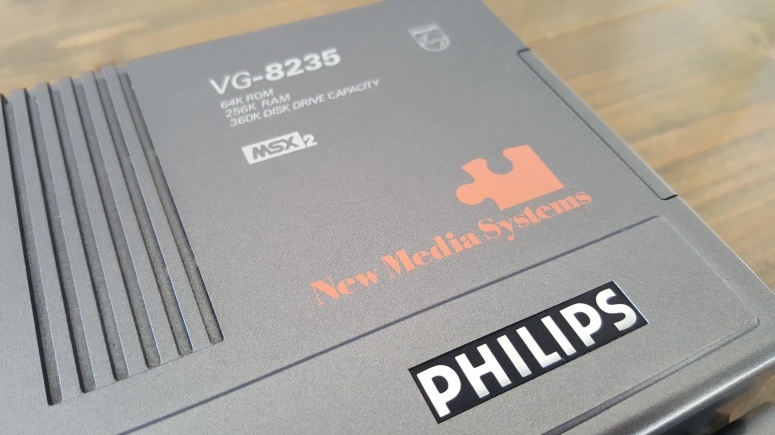 VG-8235
64K ROM
256K RAM
360K DISK DRIVE CAPACITY
MSX2
New Media Systems
PHILIPS